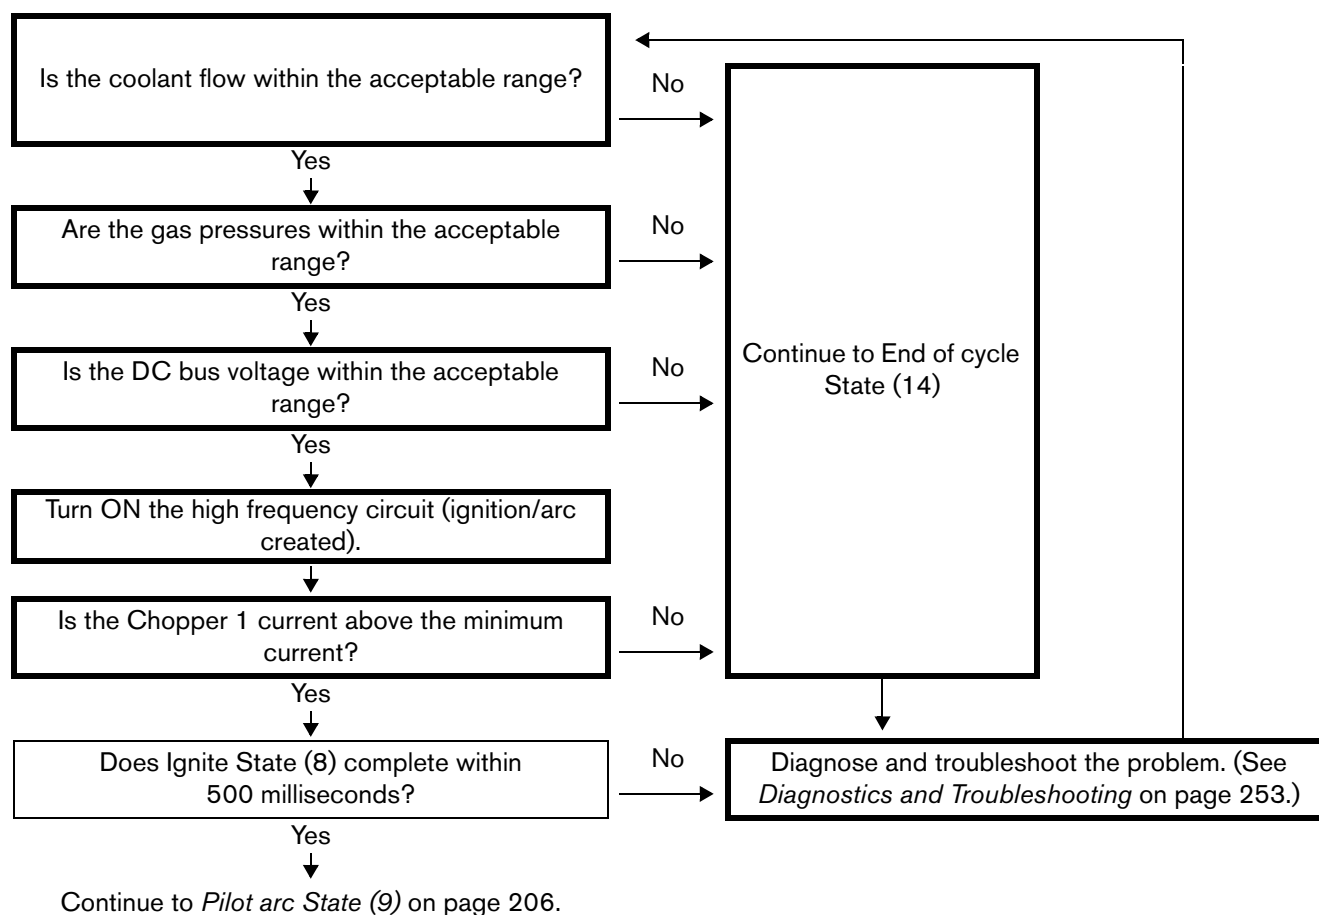 Is the coolant flow within the acceptable range?
No
Yes
Are the gas pressures within the acceptable
range?
No
Yes
Is the DC bus voltage within the acceptable
range?
No
Continue to End of cycle
State (14)
Yes
Turn ON the high frequency circuit (ignition/arc
created).
Is the Chopper 1 current above the minimum
current?
No
Yes
Does Ignite State (8) complete within
500 milliseconds?
No
Diagnose and troubleshoot the problem. (See
Diagnostics and Troubleshooting on page 253.)
Yes
Continue to Pilot arc State (9) on page 206.